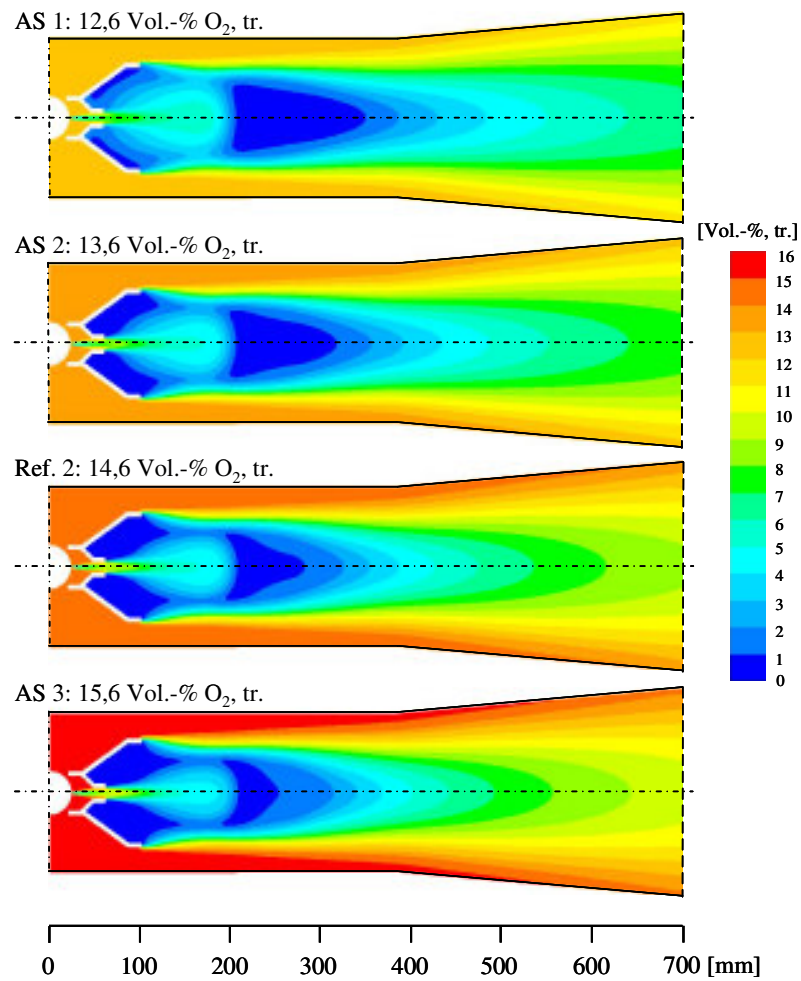 AS 1: 12,6 Vol.-% O₂, tr.
AS 2: 13,6 Vol.-% O₂, tr.
[Vol.-%, tr.]
16
15
14
13
12
11
10
9
8
7
6
5
4
3
2
1
0
Ref. 2: 14,6 Vol.-% O₂, tr.
AS 3: 15,6 Vol.-% O₂, tr.
0 100 200 300 400 500 600 700 [mm]